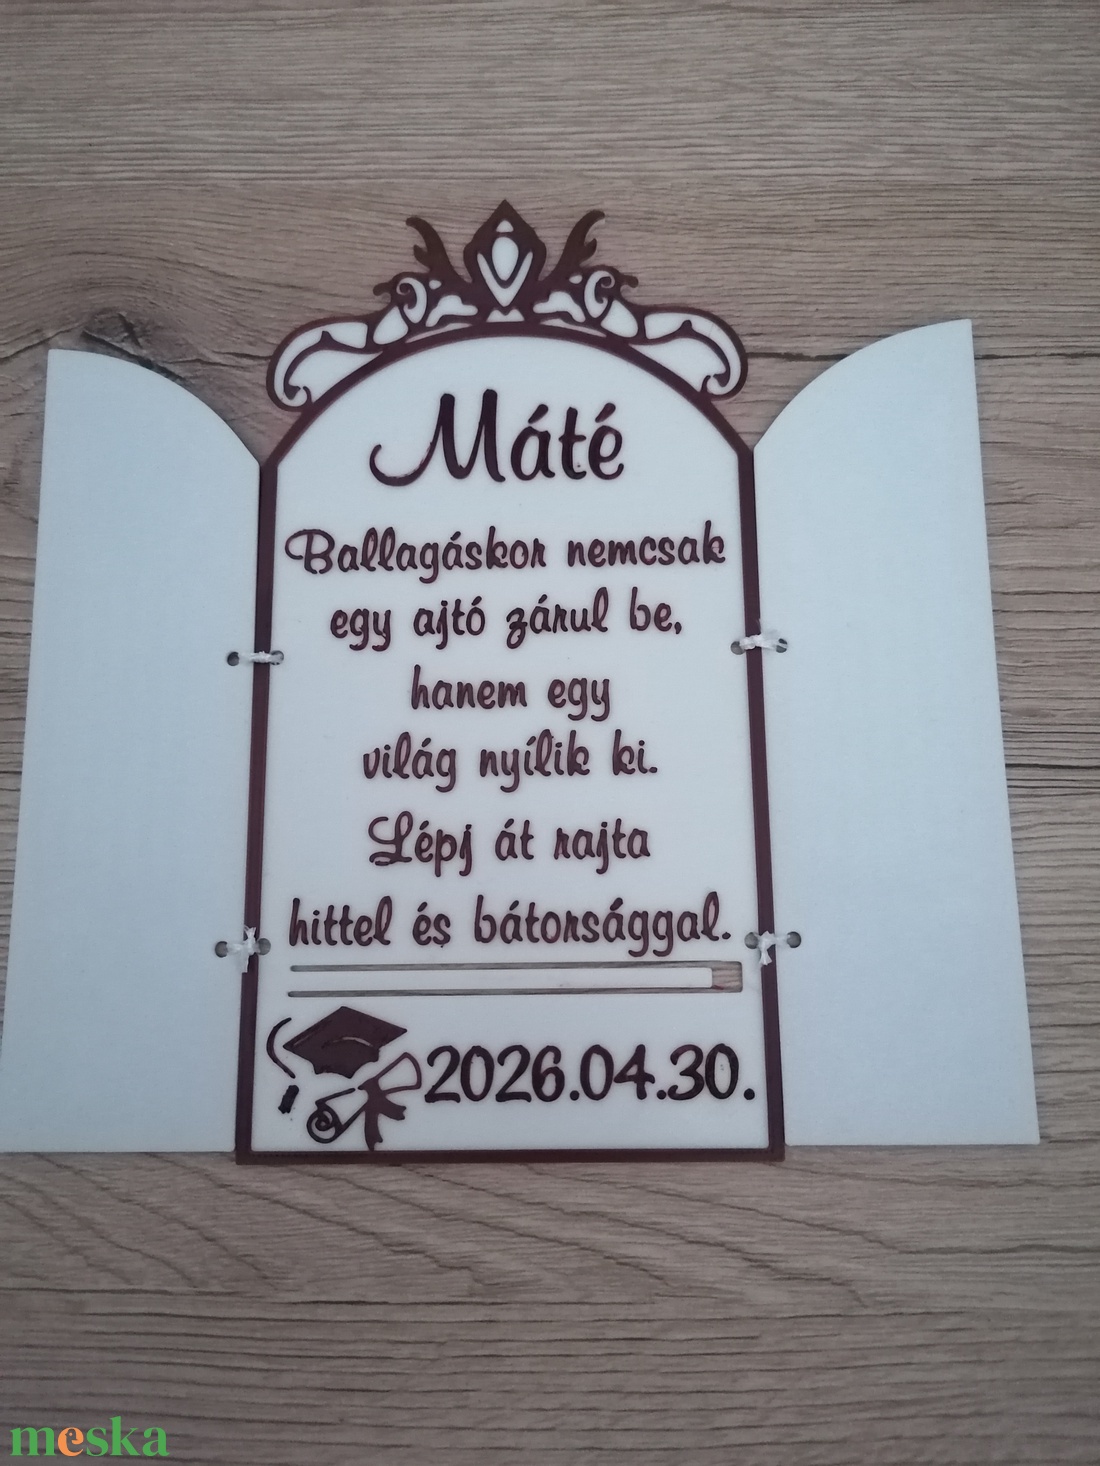 Máté
Ballagáskor nemcsak
egy ajtó zárul be,
hanem egy
világ nyílik ki.
Lépj át rajta
hittel és bátorsággal.
2026.04.30.
meska